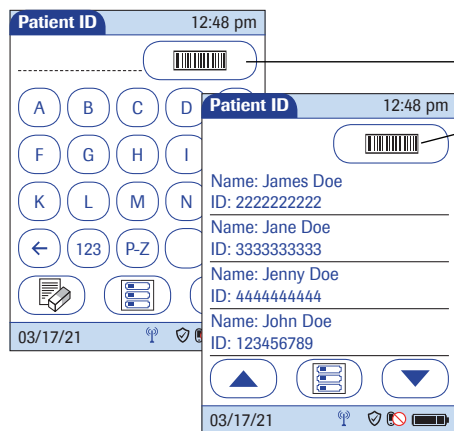 Patient ID 12:48 pm
A B C D
F G H I
K L M N
123 P-Z
03/17/21
Patient ID 12:48 pm
Name: James Doe
ID: 2222222222
Name: Jane Doe
ID: 3333333333
Name: Jenny Doe
ID: 4444444444
Name: John Doe
ID: 123456789
03/17/21